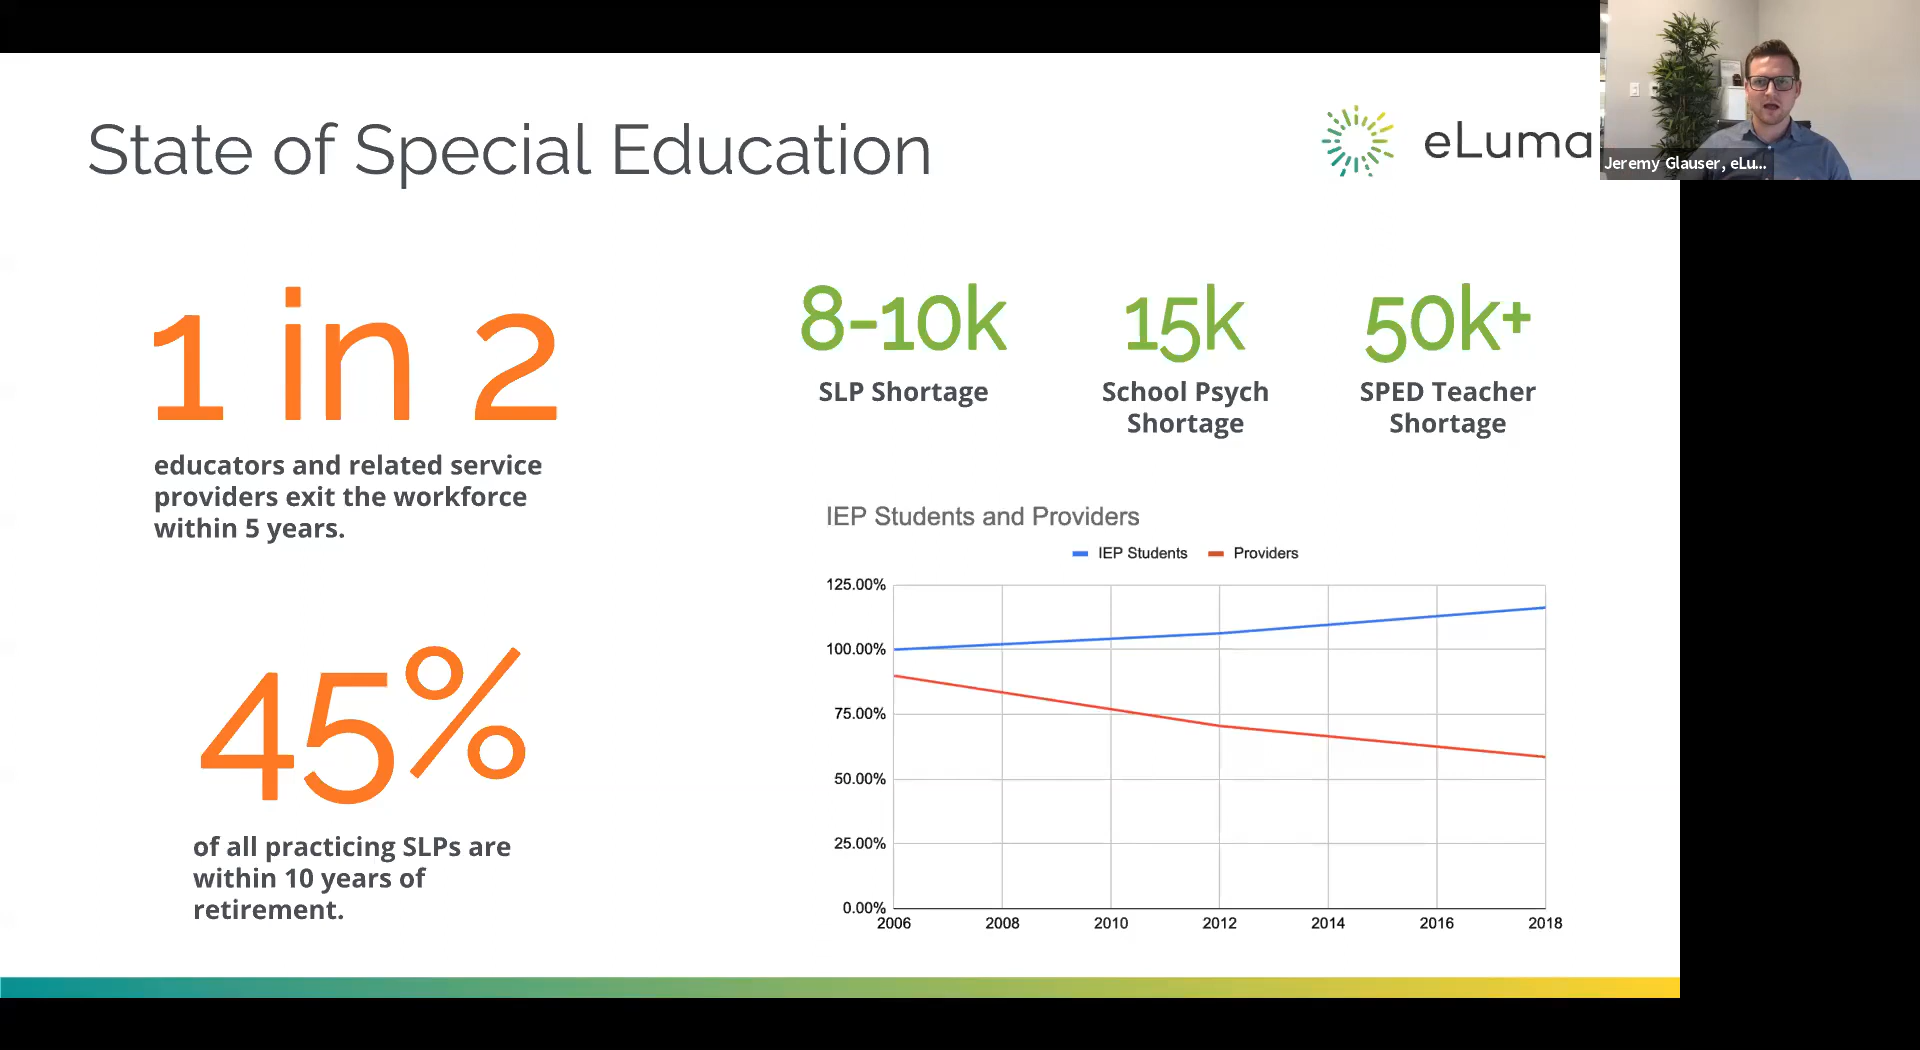 State of Special Education
eLuma
Jeremy Glauser, eLu...
1 in 2
educators and related service
providers exit the workforce
within 5 years.
45%
of all practicing SLPs are
within 10 years of
retirement.
8-10k
SLP Shortage
15k
School Psych
Shortage
50k+
SPED Teacher
Shortage
IEP Students and Providers
IEP Students
Providers
125.00%
100.00%
75.00%
50.00%
25.00%
0.00%
2006 2008 2010 2012 2014 2016 2018